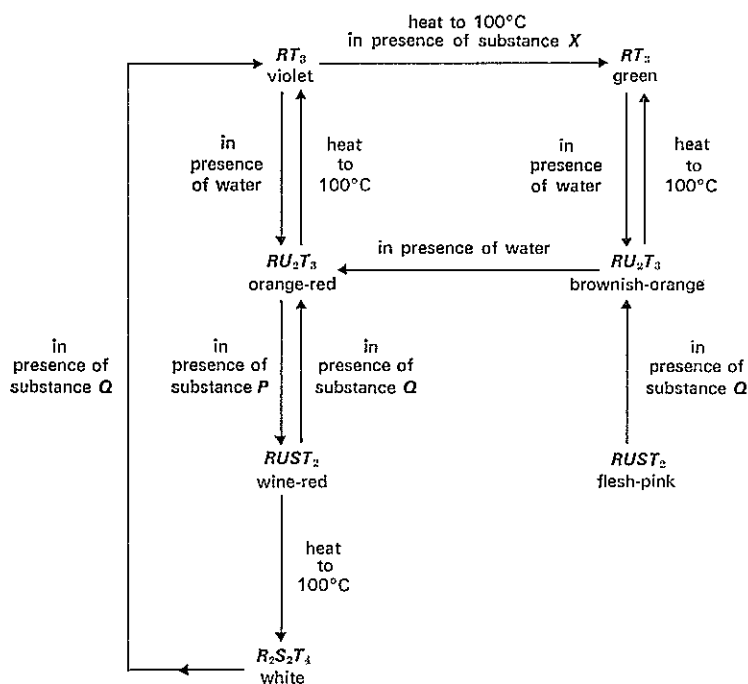 heat to 100°C
in presence of substance X
RT₃
violet
RT₃
green
in
presence
of water
heat
to
100°C
in
presence
of water
heat
to
100°C
in presence of water
RU₂T₃
orange-red
RU₂T₃
brownish-orange
in
presence of
substance Q
in
presence of
substance P
in
presence of
substance Q
in
presence of
substance Q
RUST₂
wine-red
RUST₂
flesh-pink
heat
to
100°C
R₂S₂T₄
white